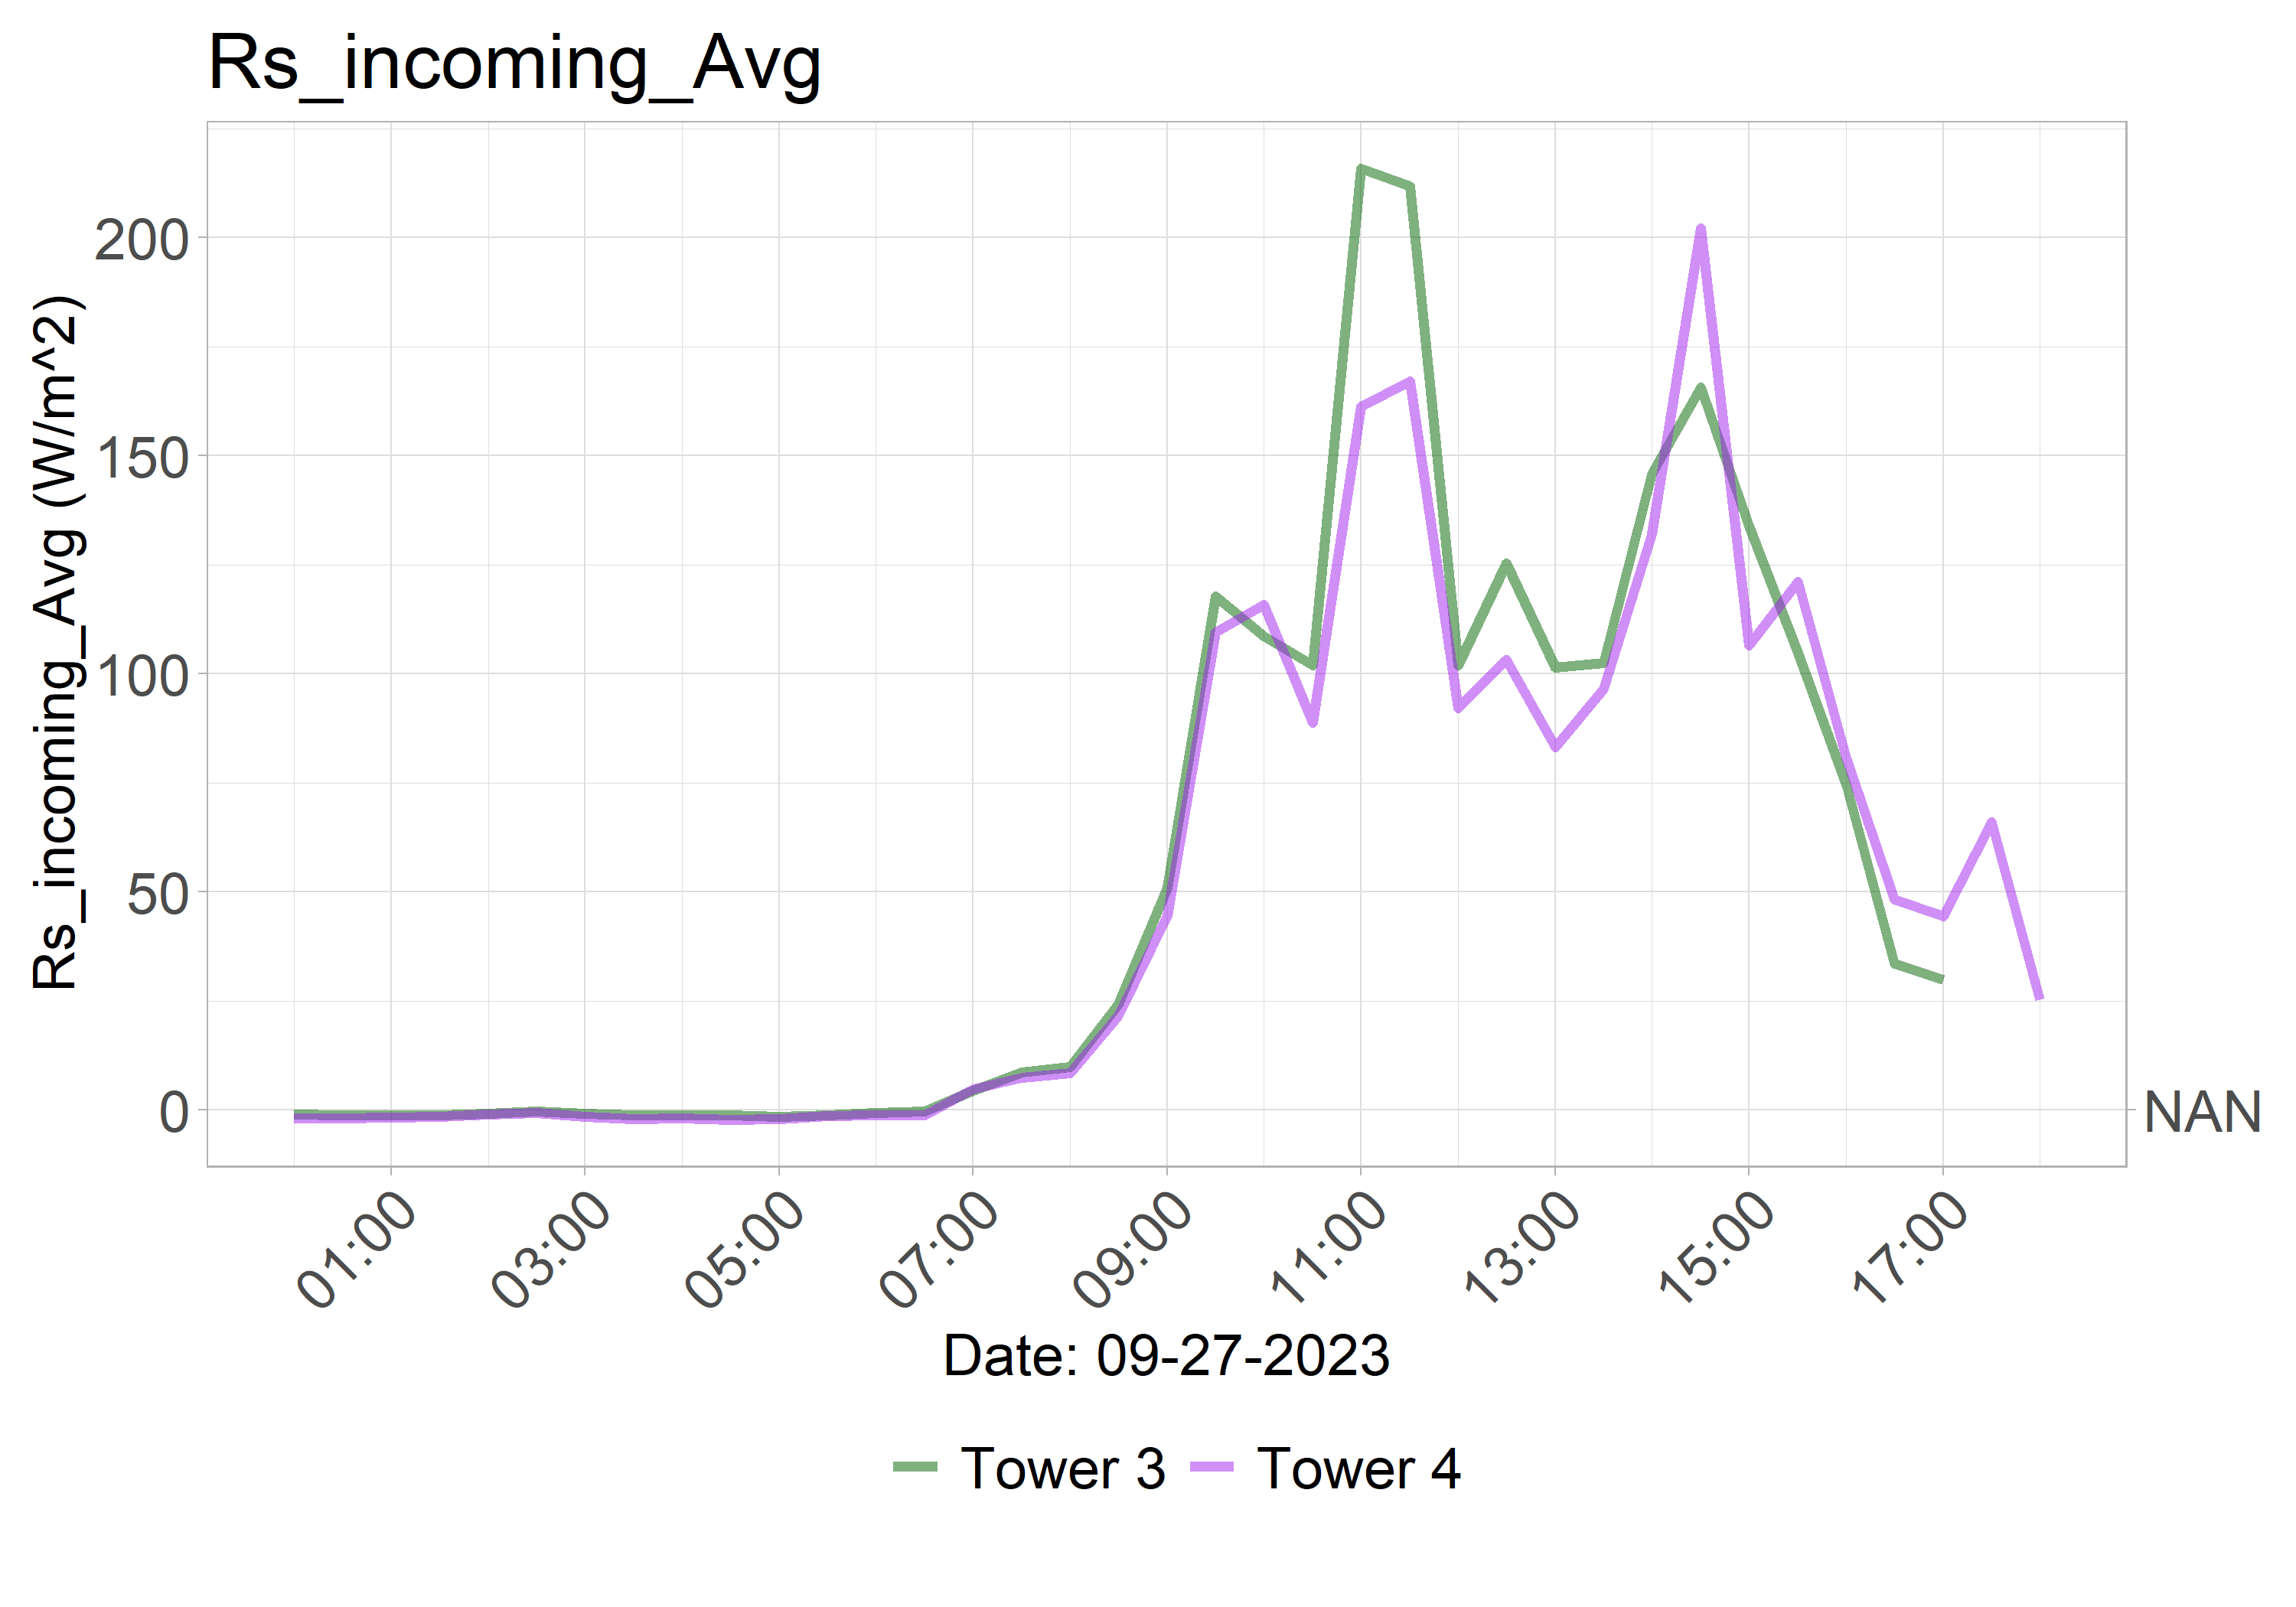 Rs_incoming_Avg
Rs_incoming_Avg (W/m^2)
200
150
100
50
0
NAN
01:00
03:00
05:00
07:00
09:00
11:00
13:00
15:00
17:00
Date: 09-27-2023
Tower 3
Tower 4